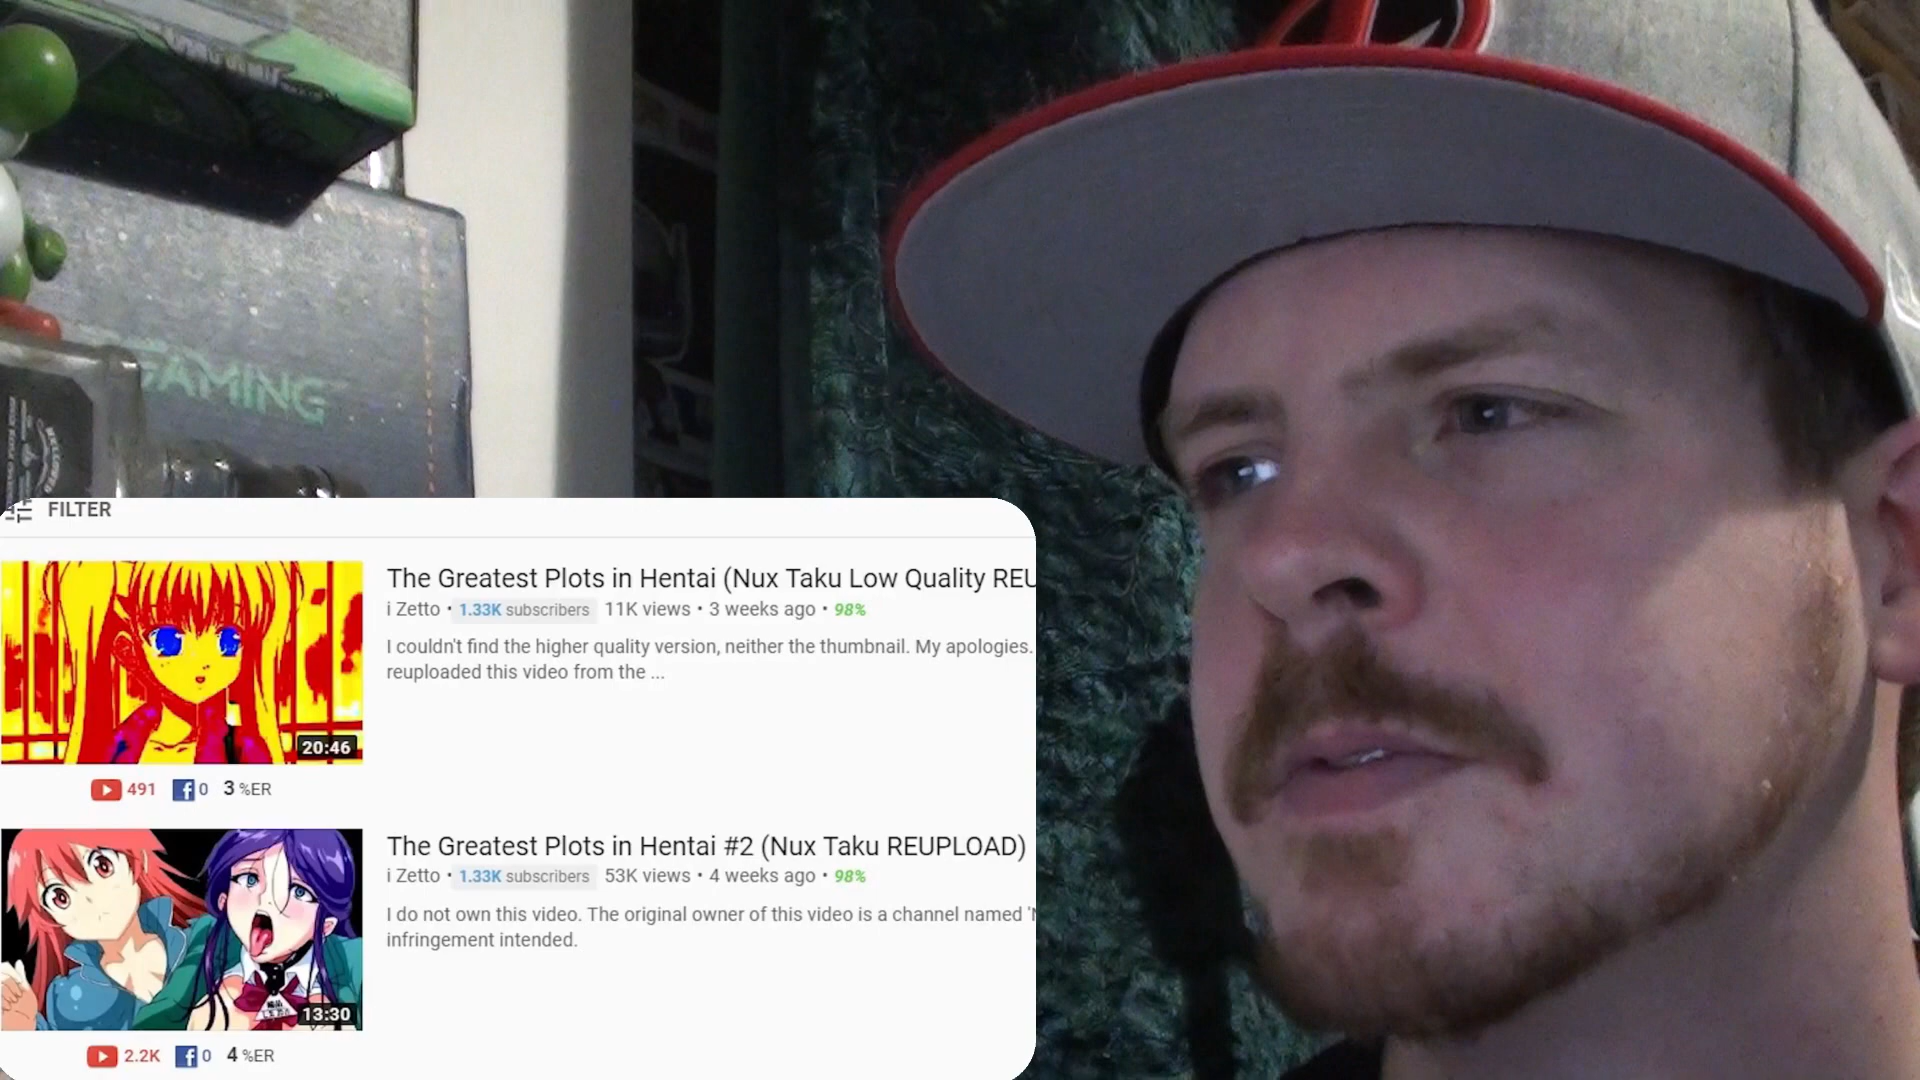 GAMING
FILTER
The Greatest Plots in Hentai (Nux Taku Low Quality REU
i Zetto • 1.33K subscribers 11K views • 3 weeks ago • 98%
I couldn't find the higher quality version, neither the thumbnail. My apologies.
reuploaded this video from the ...
20:46
491 0 3 %ER
The Greatest Plots in Hentai #2 (Nux Taku REUPLOAD)
i Zetto • 1.33K subscribers 53K views • 4 weeks ago • 98%
I do not own this video. The original owner of this video is a channel named
infringement intended.
13:30
2.2K 0 4 %ER